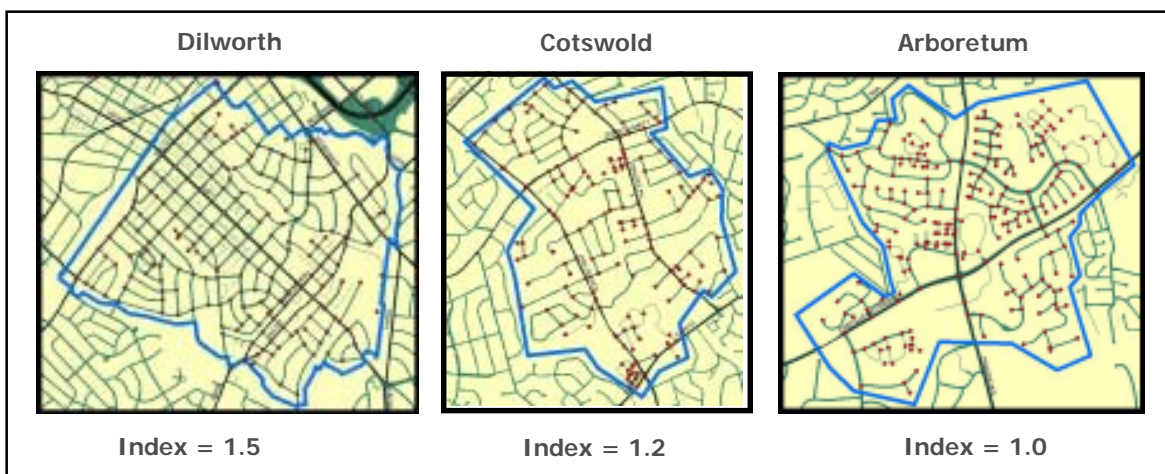 Dilworth
Cotswold
Arboretum
Index = 1.5
Index = 1.2
Index = 1.0